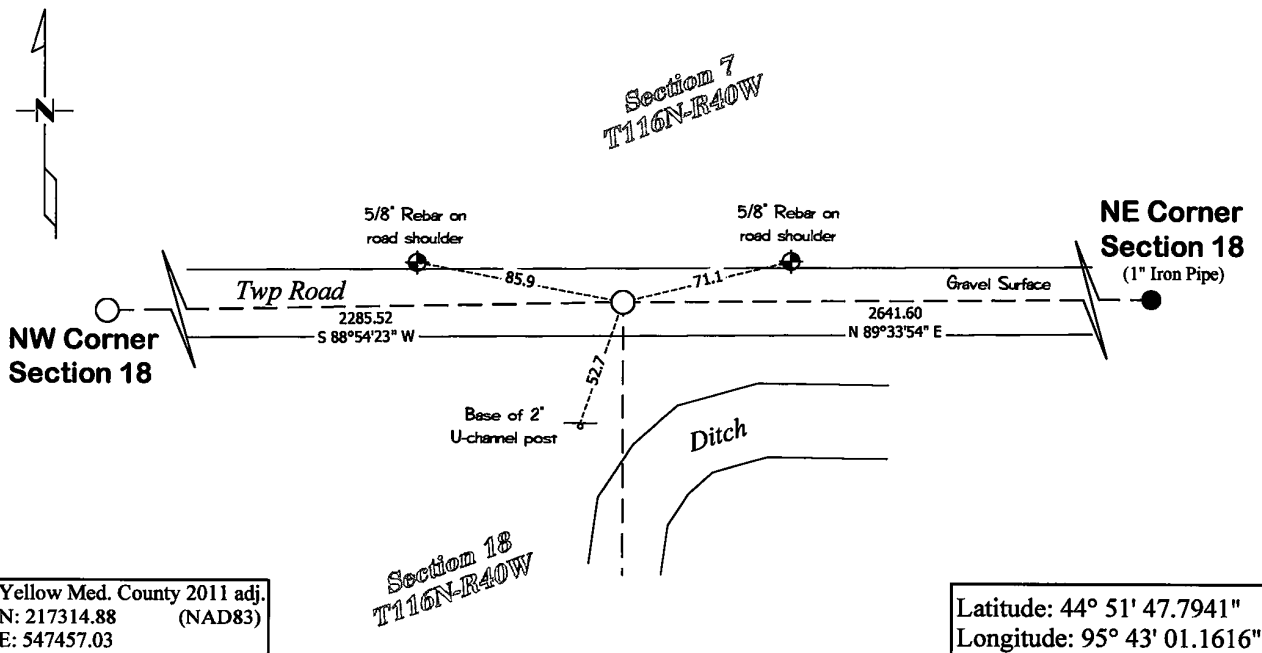 N
Section 7
T116N-R40W
5/8" Rebar on
road shoulder
5/8" Rebar on
road shoulder
NE Corner
Section 18
(1" Iron Pipe)
85.9
71.1
Twp Road
Gravel Surface
2285.52
S 88°54'23" W
2641.60
N 89°33'54" E
NW Corner
Section 18
52.7
Base of 2"
U-channel post
Ditch
Section 18
T116N-R40W
Yellow Med. County 2011 adj.
N: 217314.88 (NAD83)
E: 547457.03
Latitude: 44° 51' 47.7941"
Longitude: 95° 43' 01.1616"